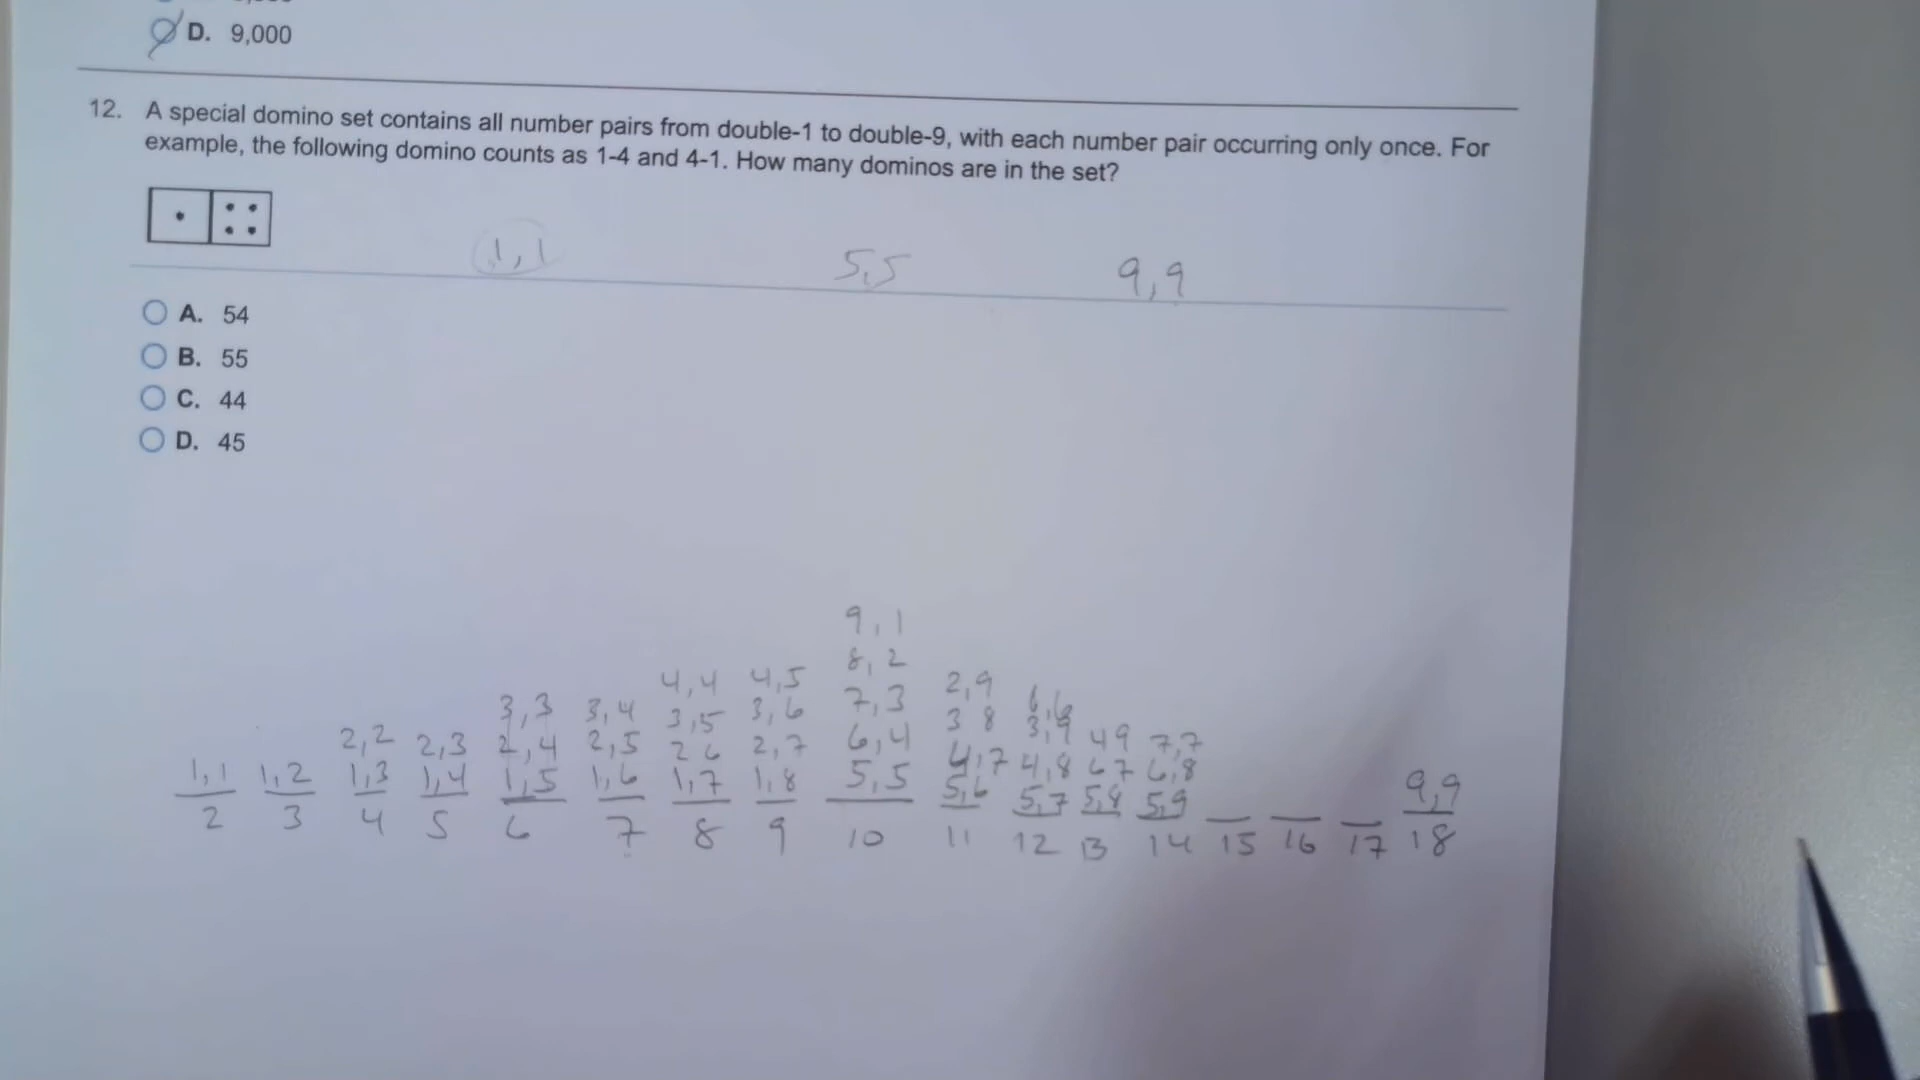 D. 9,000
12. A special domino set contains all number pairs from double-1 to double-9, with each number pair occurring only once. For
example, the following domino counts as 1-4 and 4-1. How many dominos are in the set?
1,1 5,5 9,9
A. 54
B. 55
C. 44
D. 45
9,1
8,2
4,4 4,5 7,3 2,9 6,6
3,3 3,4 3,5 3,6 6,4 3 8 3,9 49 7,7
2,2 2,3 2,4 2,5 2 6 2,7 5,5 4,7 4,8 67 6,8
1,1 1,2 1,3 1,4 1,5 1,6 1,7 1,8 5,6 5,7 5,8 5,9 9,9
2 3 4 5 6 7 8 9 10 11 12 13 14 15 16 17 18